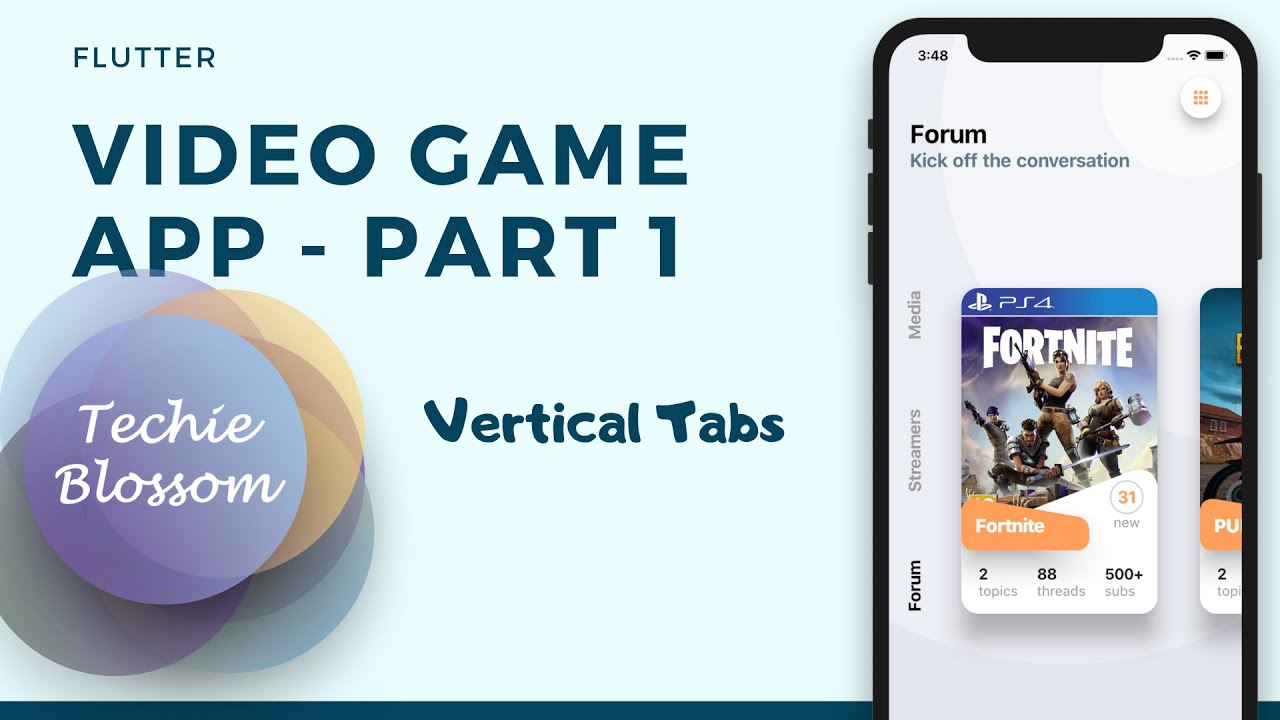 FLUTTER
VIDEO GAME
APP - PART 1
Techie
Blossom
Vertical Tabs
3:48
Forum
Kick off the conversation
Media
Streamers
Forum
PS4
FORTNITE
31
new
Fortnite
2
topics
88
threads
500+
subs
PU
2
topi